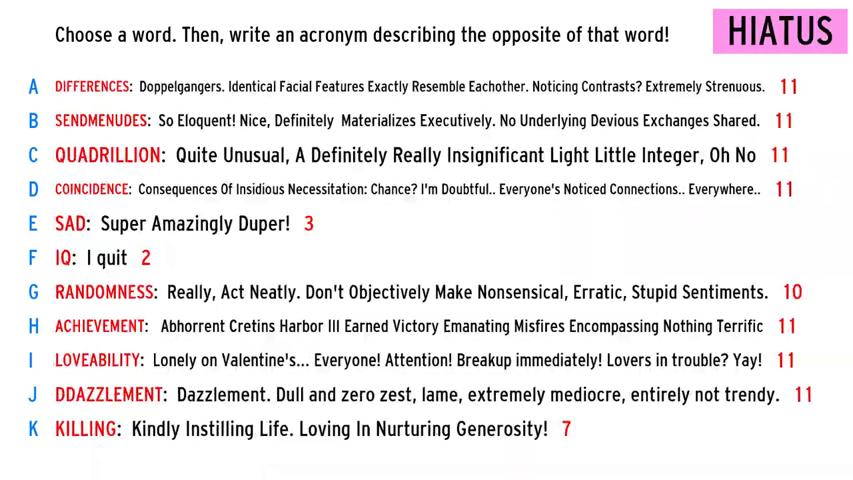 Choose a word. Then, write an acronym describing the opposite of that word!
HIATUS
A DIFFERENCES: Doppelgangers. Identical Facial Features Exactly Resemble Eachother. Noticing Contrasts? Extremely Strenuous. 11
B SENDMENUDES: So Eloquent! Nice, Definitely Materializes Executively. No Underlying Devious Exchanges Shared. 11
C QUADRILLION: Quite Unusual, A Definitely Really Insignificant Light Little Integer, Oh No 11
D COINCIDENCE: Consequences Of Insidious Necessitation: Chance? I'm Doubtful.. Everyone's Noticed Connections.. Everywhere.. 11
E SAD: Super Amazingly Duper! 3
F IQ: I quit 2
G RANDOMNESS: Really, Act Neatly. Don't Objectively Make Nonsensical, Erratic, Stupid Sentiments. 10
H ACHIEVEMENT: Abhorrent Cretins Harbor Ill Earned Victory Emanating Misfires Encompassing Nothing Terrific 11
I LOVEABILITY: Lonely on Valentine's... Everyone! Attention! Breakup immediately! Lovers in trouble? Yay! 11
J DDAZZLEMENT: Dazzlement. Dull and zero zest, lame, extremely mediocre, entirely not trendy. 11
K KILLING: Kindly Instilling Life. Loving In Nurturing Generosity! 7